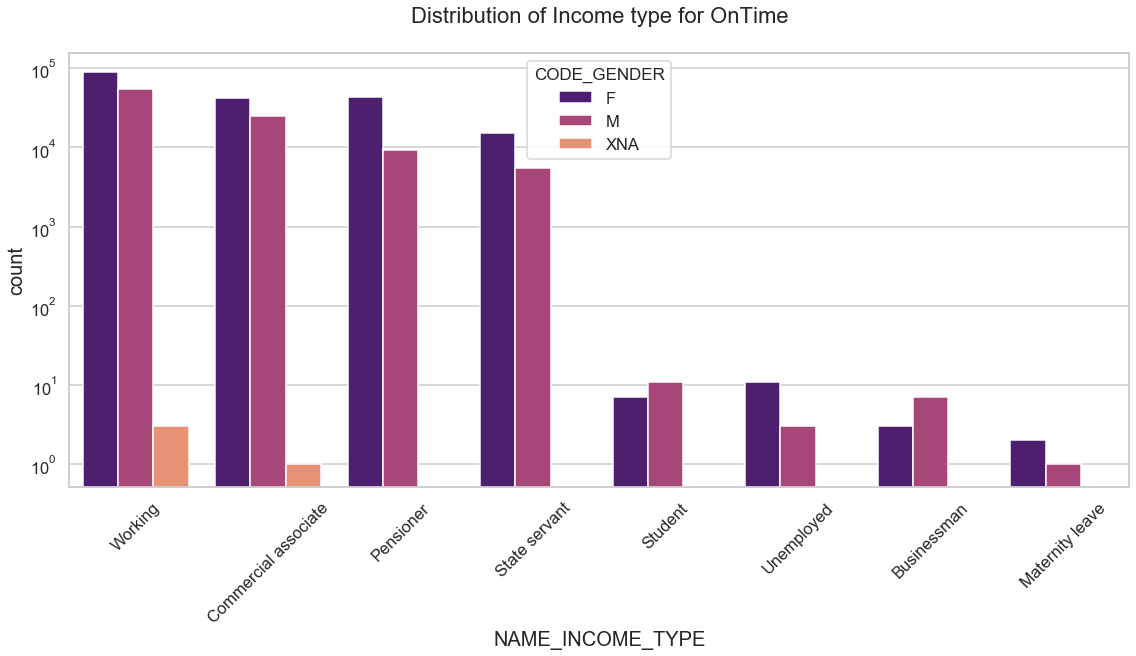 Distribution of Income type for OnTime
CODE_GENDER
F
M
XNA
10^5
10^4
10^3
10^2
10^1
10^0
count
Working
Commercial associate
Pensioner
State servant
Student
Unemployed
Businessman
Maternity leave
NAME_INCOME_TYPE